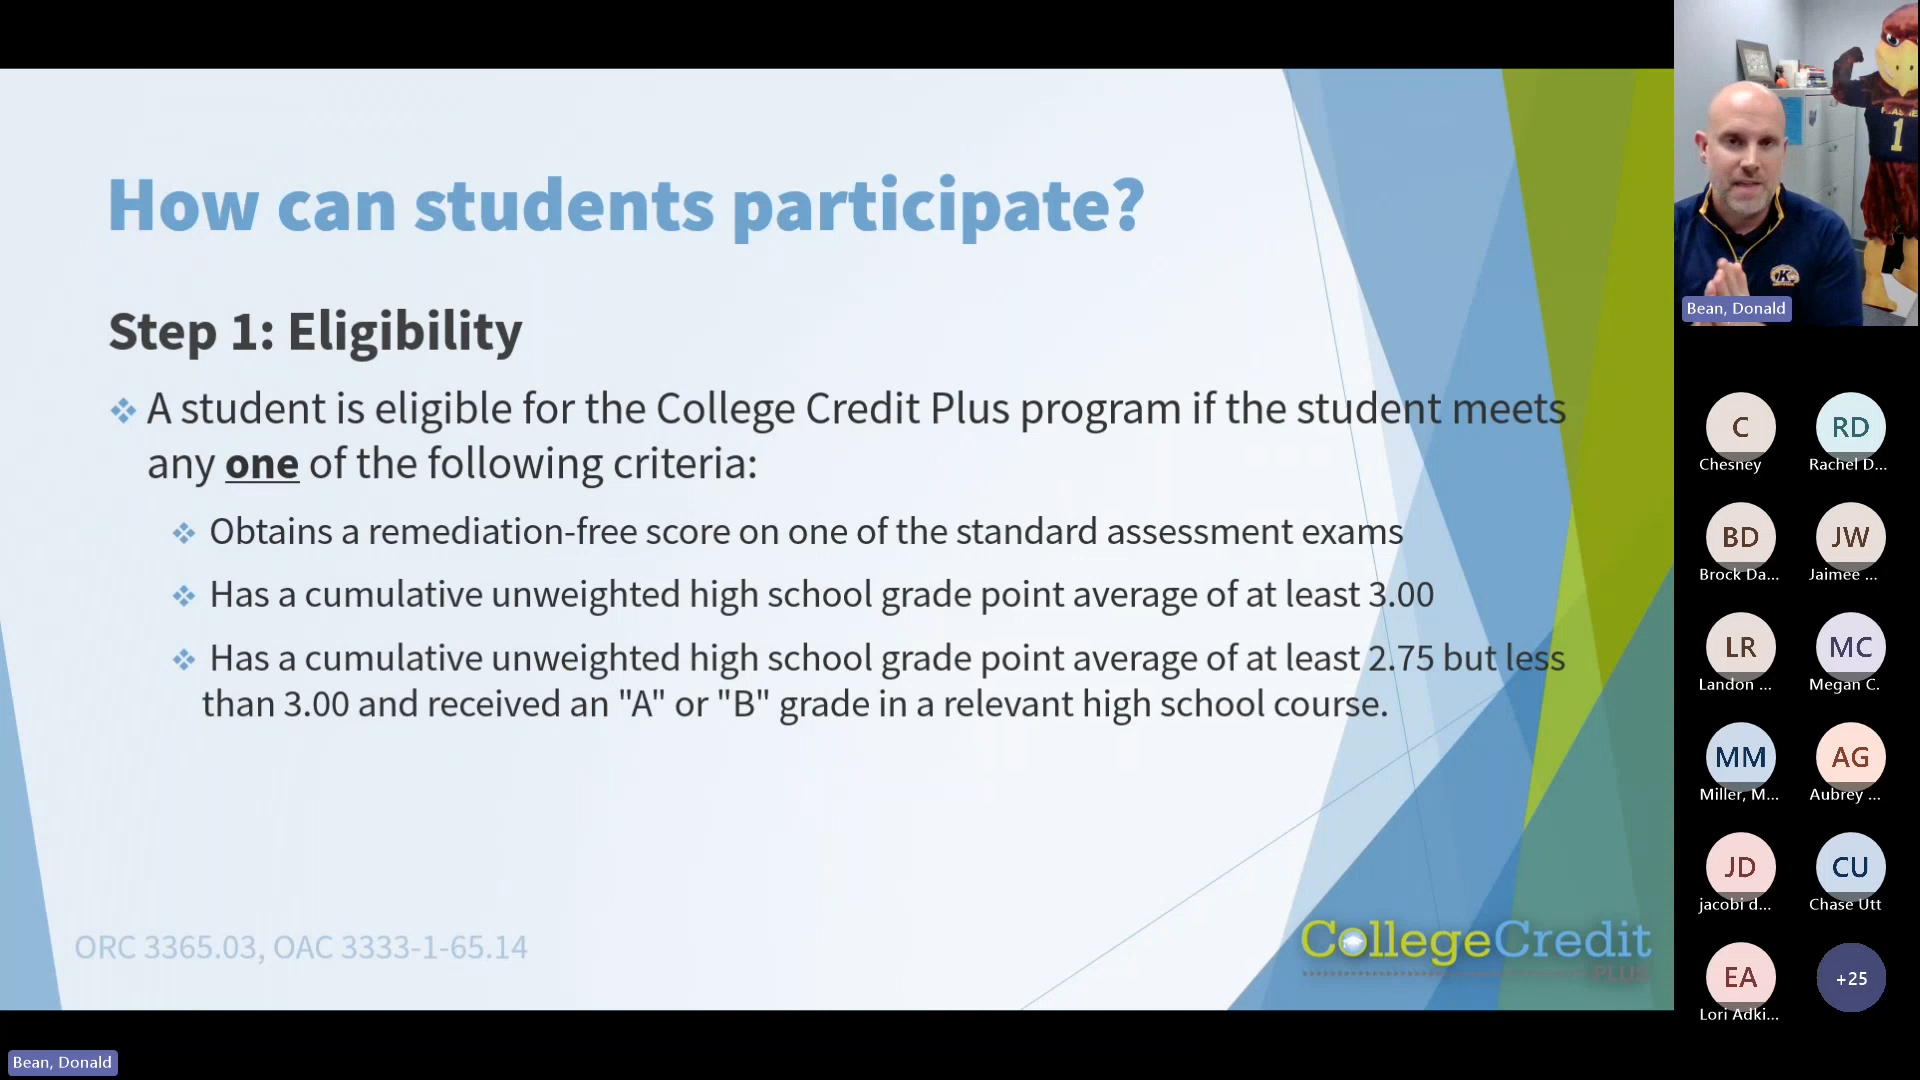 How can students participate?
Step 1: Eligibility
A student is eligible for the College Credit Plus program if the student meets
any one of the following criteria:
Obtains a remediation-free score on one of the standard assessment exams
Has a cumulative unweighted high school grade point average of at least 3.00
Has a cumulative unweighted high school grade point average of at least 2.75 but less
than 3.00 and received an "A" or "B" grade in a relevant high school course.
ORC 3365.03, OAC 3333-1-65.14
CollegeCredit
PLUS
Bean, Donald
1
K
Bean, Donald
C
Chesney
RD
Rachel D...
BD
Brock Da...
JW
Jaimee ...
LR
Landon ...
MC
Megan C.
MM
Miller, M...
AG
Aubrey ...
JD
jacobi d...
CU
Chase Utt
EA
Lori Adki...
+25